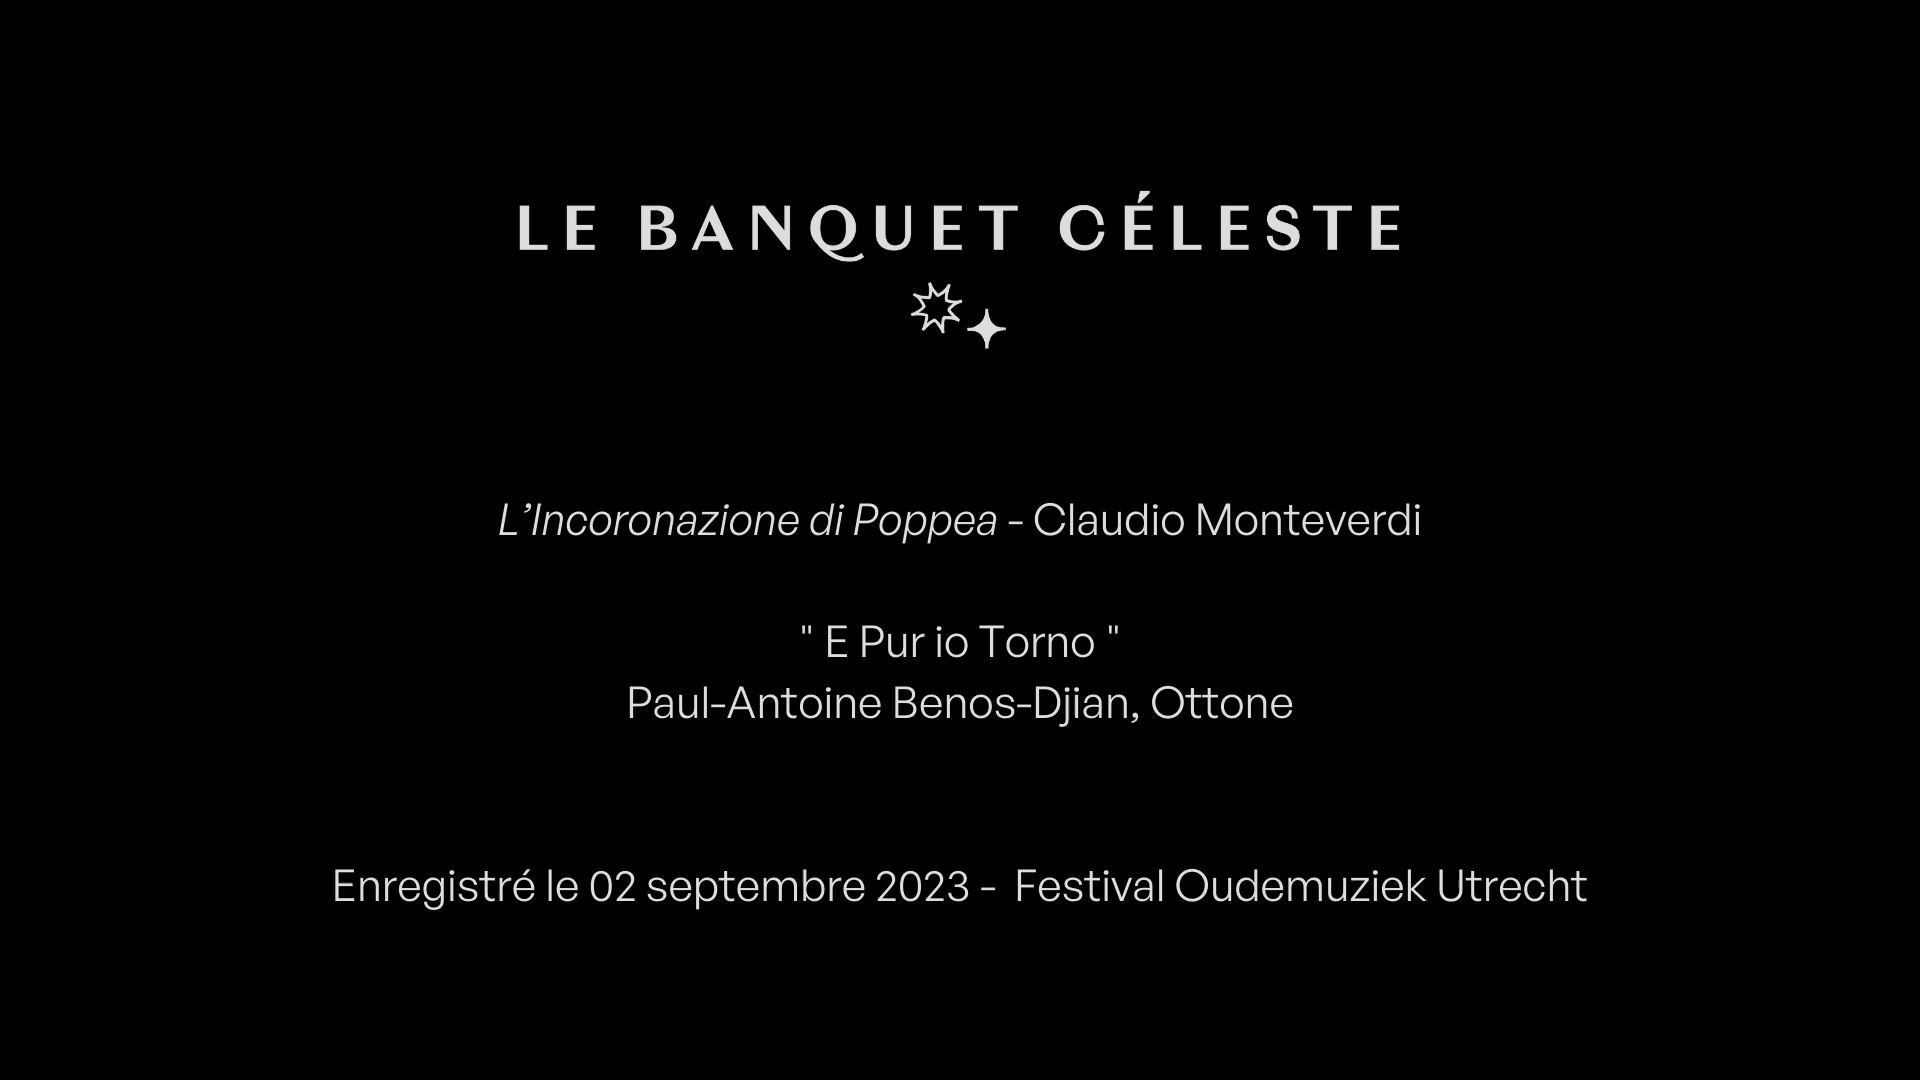 LE BANQUET CÉLESTE
L’Incoronazione di Poppea - Claudio Monteverdi
" E Pur io Torno "
Paul-Antoine Benos-Djian, Ottone
Enregistré le 02 septembre 2023 - Festival Oudemuziek Utrecht